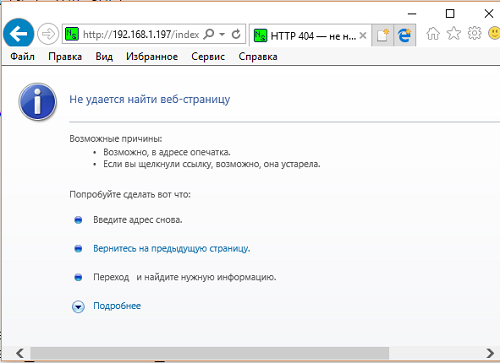 http://192.168.1.197/index
HTTP 404 — не н...
Файл Правка Вид Избранное Сервис Справка
Не удается найти веб-страницу
Возможные причины:
Возможно, в адресе опечатка.
Если вы щелкнули ссылку, возможно, она устарела.
Попробуйте сделать вот что:
Введите адрес снова.
Вернитесь на предыдущую страницу.
Переход и найдите нужную информацию.
Подробнее